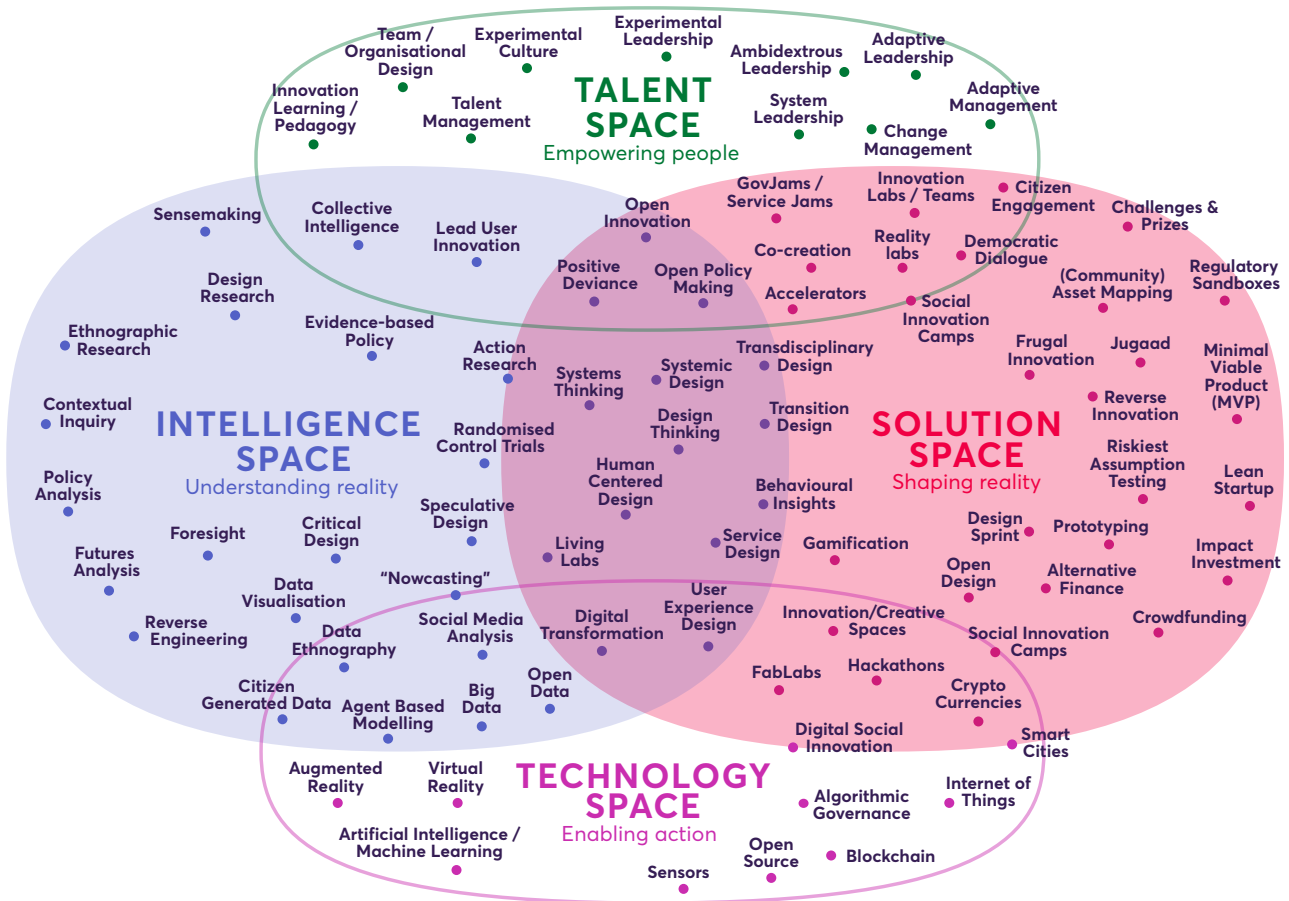 Team /
Organisational
Design
Experimental
Culture
Experimental
Leadership
Ambidextrous
Leadership
Adaptive
Leadership
Innovation
Learning /
Pedagogy
Talent
Management
TALENT
SPACE
Empowering people
System
Leadership
Change
Management
Adaptive
Management
Sensemaking
Collective
Intelligence
Lead User
Innovation
Open
Innovation
GovJams /
Service Jams
Innovation
Labs / Teams
Citizen
Engagement
Challenges &
Prizes
Design
Research
Positive
Deviance
Open Policy
Making
Co-creation
Reality
labs
Democratic
Dialogue
(Community)
Asset Mapping
Regulatory
Sandboxes
Accelerators
Social
Innovation
Camps
Ethnographic
Research
Evidence-based
Policy
Action
Research
Systems
Thinking
Systemic
Design
Transdisciplinary
Design
Frugal
Innovation
Jugaad
Minimal
Viable
Product
(MVP)
Contextual
Inquiry
INTELLIGENCE
SPACE
Understanding reality
Randomised
Control Trials
Design
Thinking
Transition
Design
SOLUTION
SPACE
Shaping reality
Reverse
Innovation
Riskiest
Assumption
Testing
Lean
Startup
Policy
Analysis
Human
Centered
Design
Behavioural
Insights
Foresight
Critical
Design
Speculative
Design
Living
Labs
Service
Design
Gamification
Design
Sprint
Prototyping
Impact
Investment
Futures
Analysis
Data
Visualisation
“Nowcasting”
User
Experience
Design
Open
Design
Alternative
Finance
Reverse
Engineering
Data
Ethnography
Social Media
Analysis
Digital
Transformation
Innovation/Creative
Spaces
Social Innovation
Camps
Crowdfunding
Citizen
Generated Data
Agent Based
Modelling
Big
Data
Open
Data
FabLabs
Hackathons
Crypto
Currencies
Digital Social
Innovation
Smart
Cities
Augmented
Reality
Virtual
Reality
TECHNOLOGY
SPACE
Enabling action
Algorithmic
Governance
Internet of
Things
Artificial Intelligence /
Machine Learning
Sensors
Open
Source
Blockchain